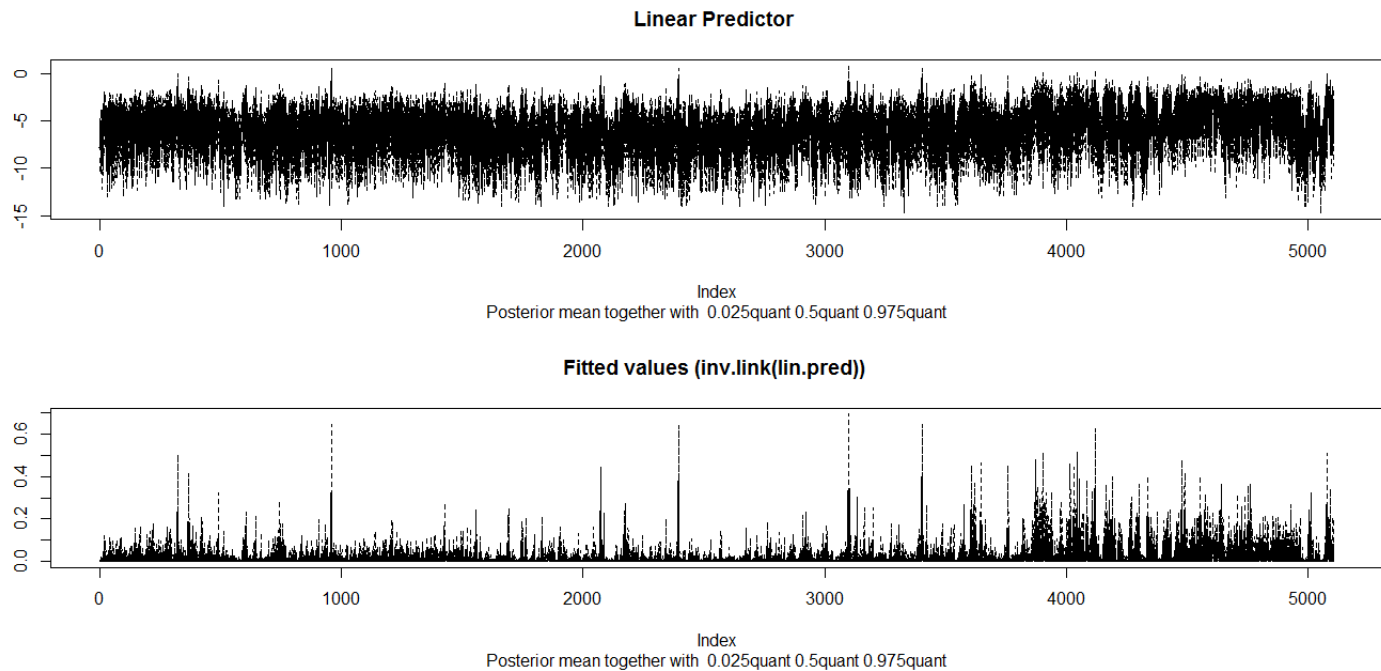 Linear Predictor
0
-5
-10
-15
0 1000 2000 3000 4000 5000
Index
Posterior mean together with 0.025quant 0.5quant 0.975quant
Fitted values (inv.link(lin.pred))
0.6
0.4
0.2
0.0
0 1000 2000 3000 4000 5000
Index
Posterior mean together with 0.025quant 0.5quant 0.975quant